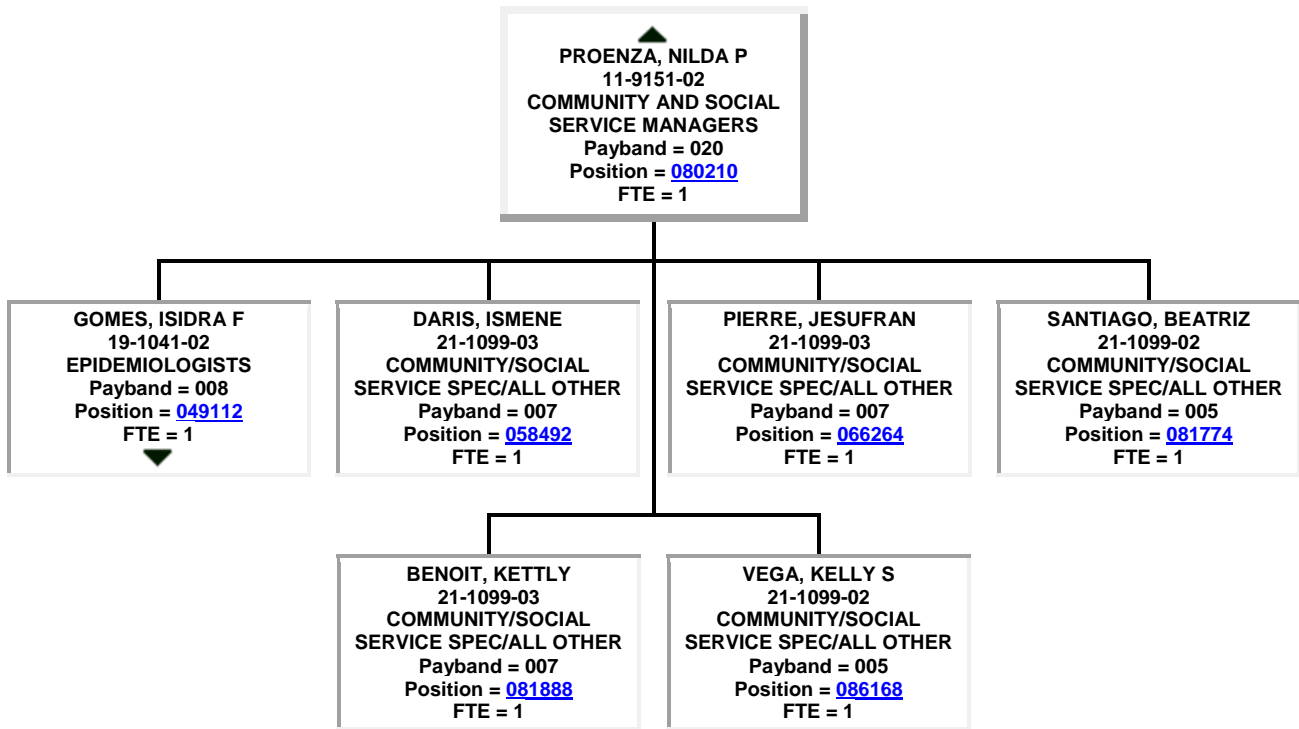 PROENZA, NILDA P
11-9151-02
COMMUNITY AND SOCIAL
SERVICE MANAGERS
Payband = 020
Position = 080210
FTE = 1
GOMES, ISIDRA F
19-1041-02
EPIDEMIOLOGISTS
Payband = 008
Position = 049112
FTE = 1
DARIS, ISMENE
21-1099-03
COMMUNITY/SOCIAL
SERVICE SPEC/ALL OTHER
Payband = 007
Position = 058492
FTE = 1
PIERRE, JESUFRAN
21-1099-03
COMMUNITY/SOCIAL
SERVICE SPEC/ALL OTHER
Payband = 007
Position = 066264
FTE = 1
SANTIAGO, BEATRIZ
21-1099-02
COMMUNITY/SOCIAL
SERVICE SPEC/ALL OTHER
Payband = 005
Position = 081774
FTE = 1
BENOIT, KETTLY
21-1099-03
COMMUNITY/SOCIAL
SERVICE SPEC/ALL OTHER
Payband = 007
Position = 081888
FTE = 1
VEGA, KELLY S
21-1099-02
COMMUNITY/SOCIAL
SERVICE SPEC/ALL OTHER
Payband = 005
Position = 086168
FTE = 1